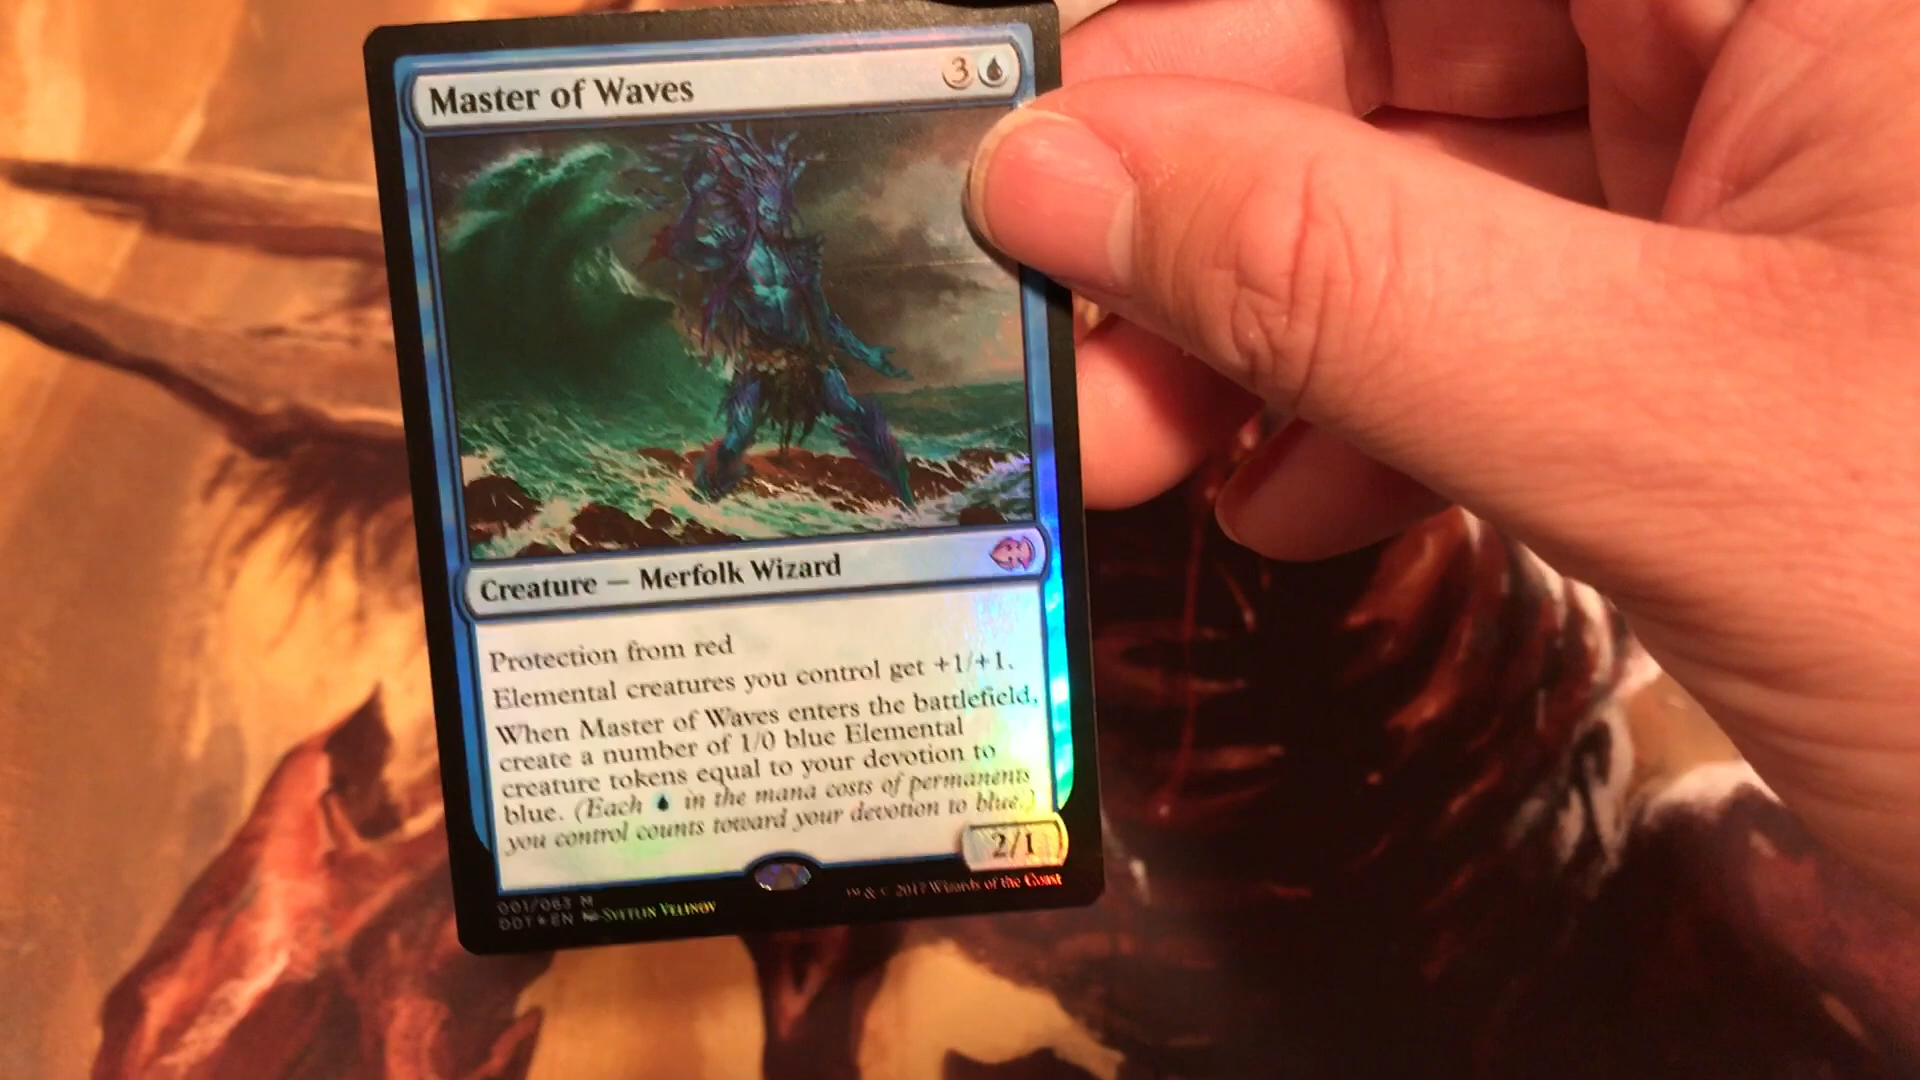 Master of Waves 3
Creature — Merfolk Wizard
Protection from red
Elemental creatures you control get +1/+1.
When Master of Waves enters the battlefield,
create a number of 1/0 blue Elemental
creature tokens equal to your devotion to
blue. (Each in the mana costs of permanents
you control counts toward your devotion to blue.)
2/1
001/063 M
DDT★EN Svetlin Velinov
™ & © 2017 Wizards of the Coast